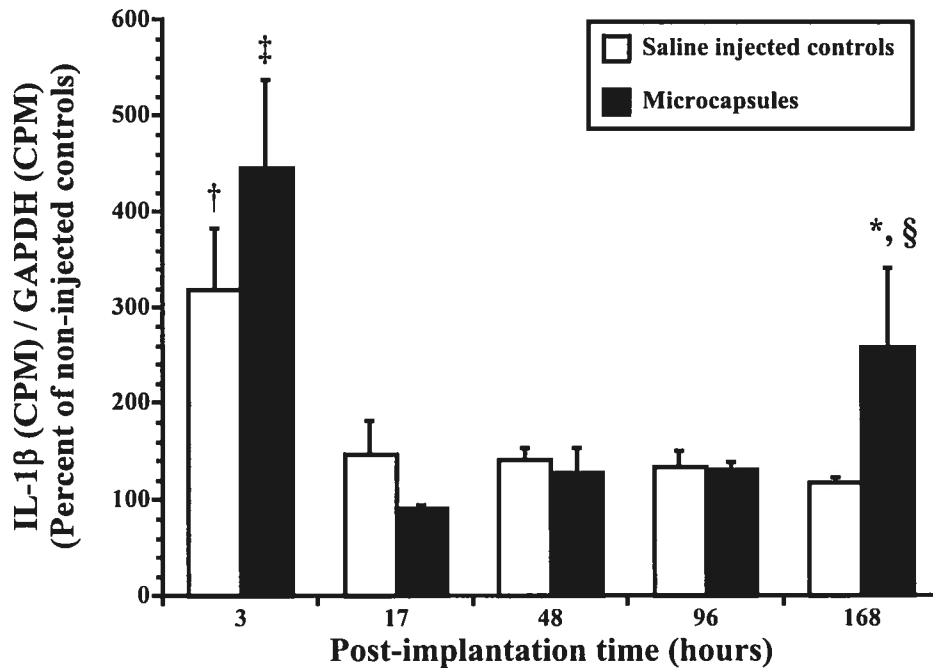 IL-1β (CPM) / GAPDH (CPM)
(Percent of non-injected controls)
600
500
400
300
200
100
0
‡
†
*, §
Saline injected controls
Microcapsules
3 17 48 96 168
Post-implantation time (hours)